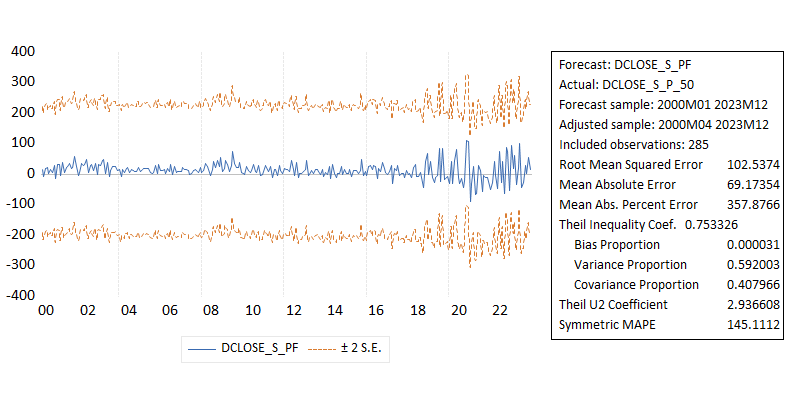 400
300
200
100
0
-100
-200
-300
-400
00 02 04 06 08 10 12 14 16 18 20 22
DCLOSE_S_PF ± 2 S.E.
Forecast: DCLOSE_S_PF
Actual: DCLOSE_S_P_50
Forecast sample: 2000M01 2023M12
Adjusted sample: 2000M04 2023M12
Included observations: 285
Root Mean Squared Error 102.5374
Mean Absolute Error 69.17354
Mean Abs. Percent Error 357.8766
Theil Inequality Coef. 0.753326
Bias Proportion 0.000031
Variance Proportion 0.592003
Covariance Proportion 0.407966
Theil U2 Coefficient 2.936608
Symmetric MAPE 145.1112